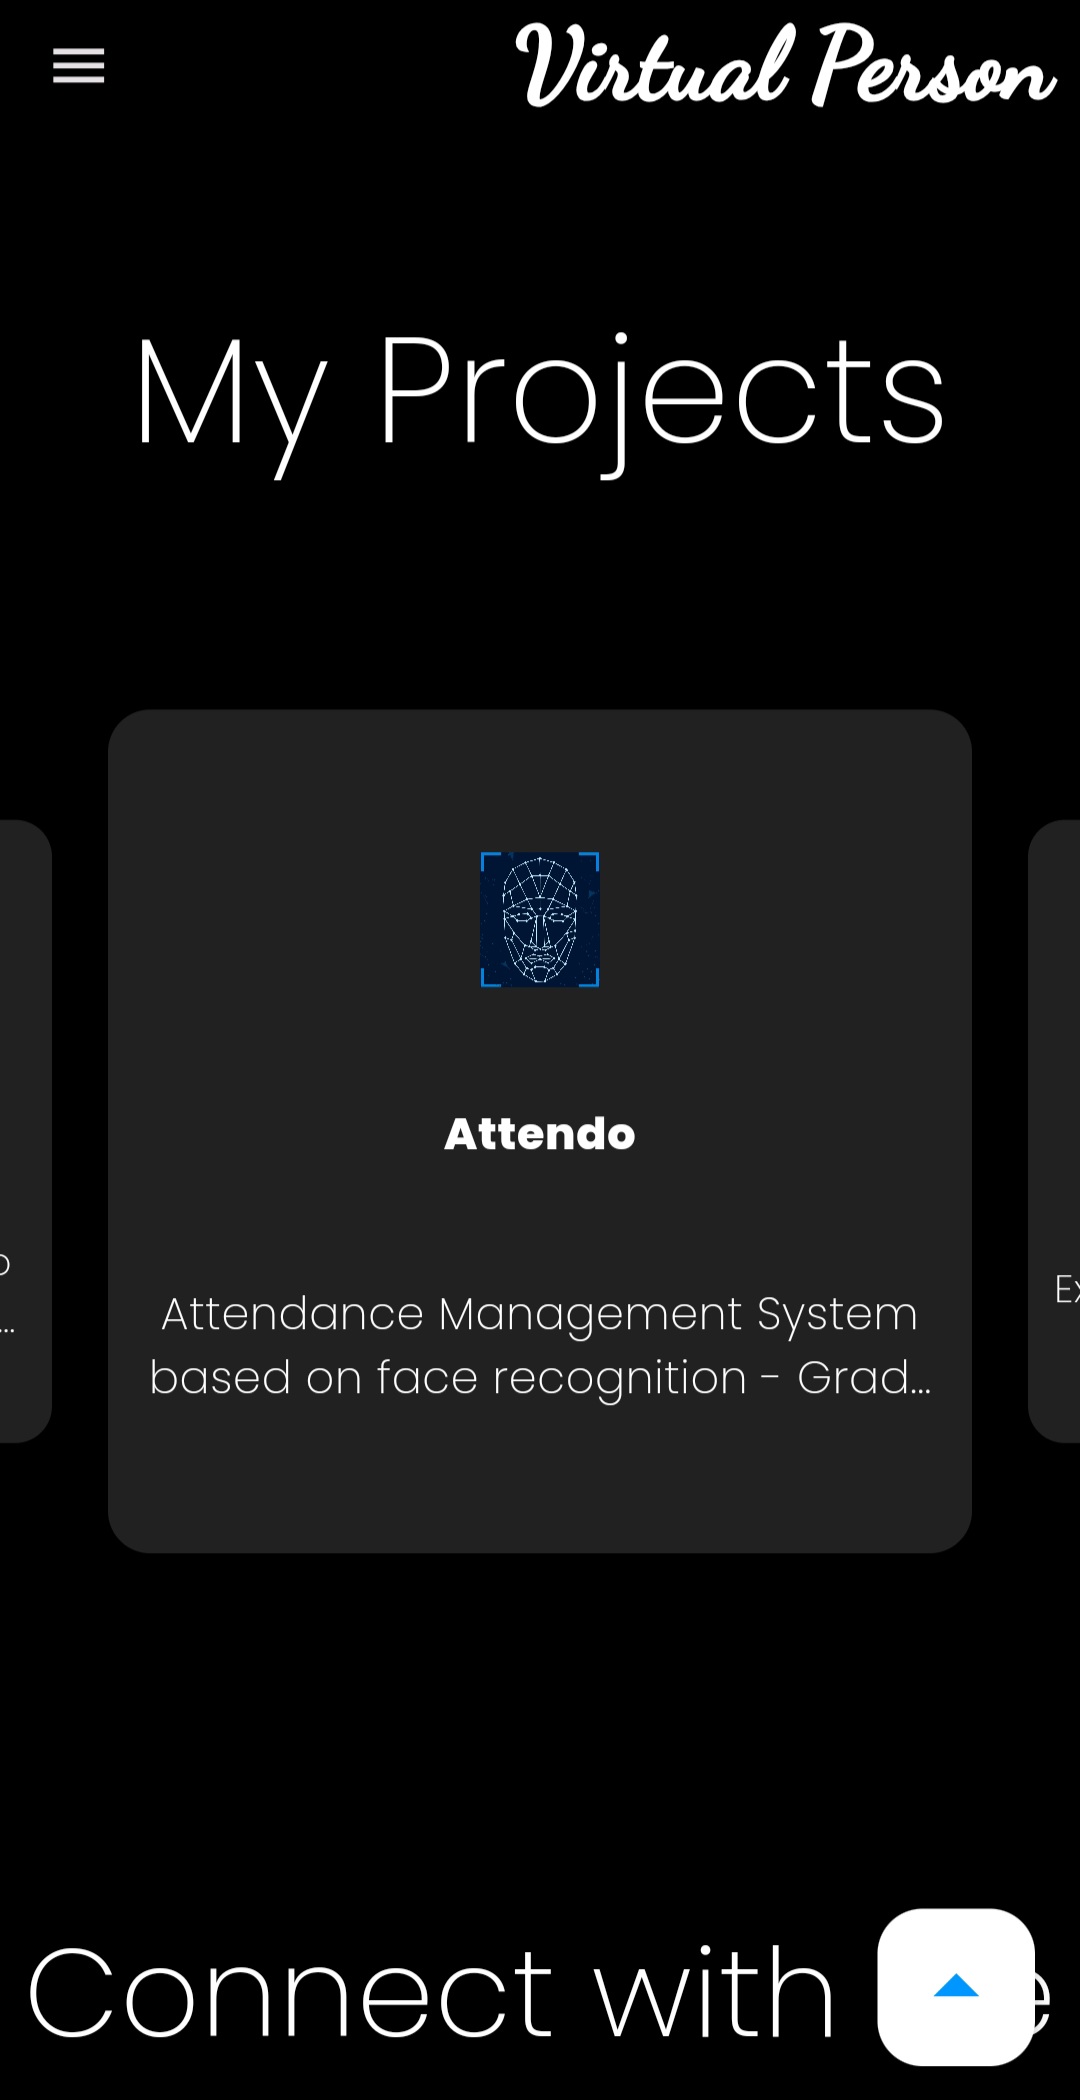 Virtual Person
My Projects
Attendo
Attendance Management System
based on face recognition - Grad...
...
Connect with